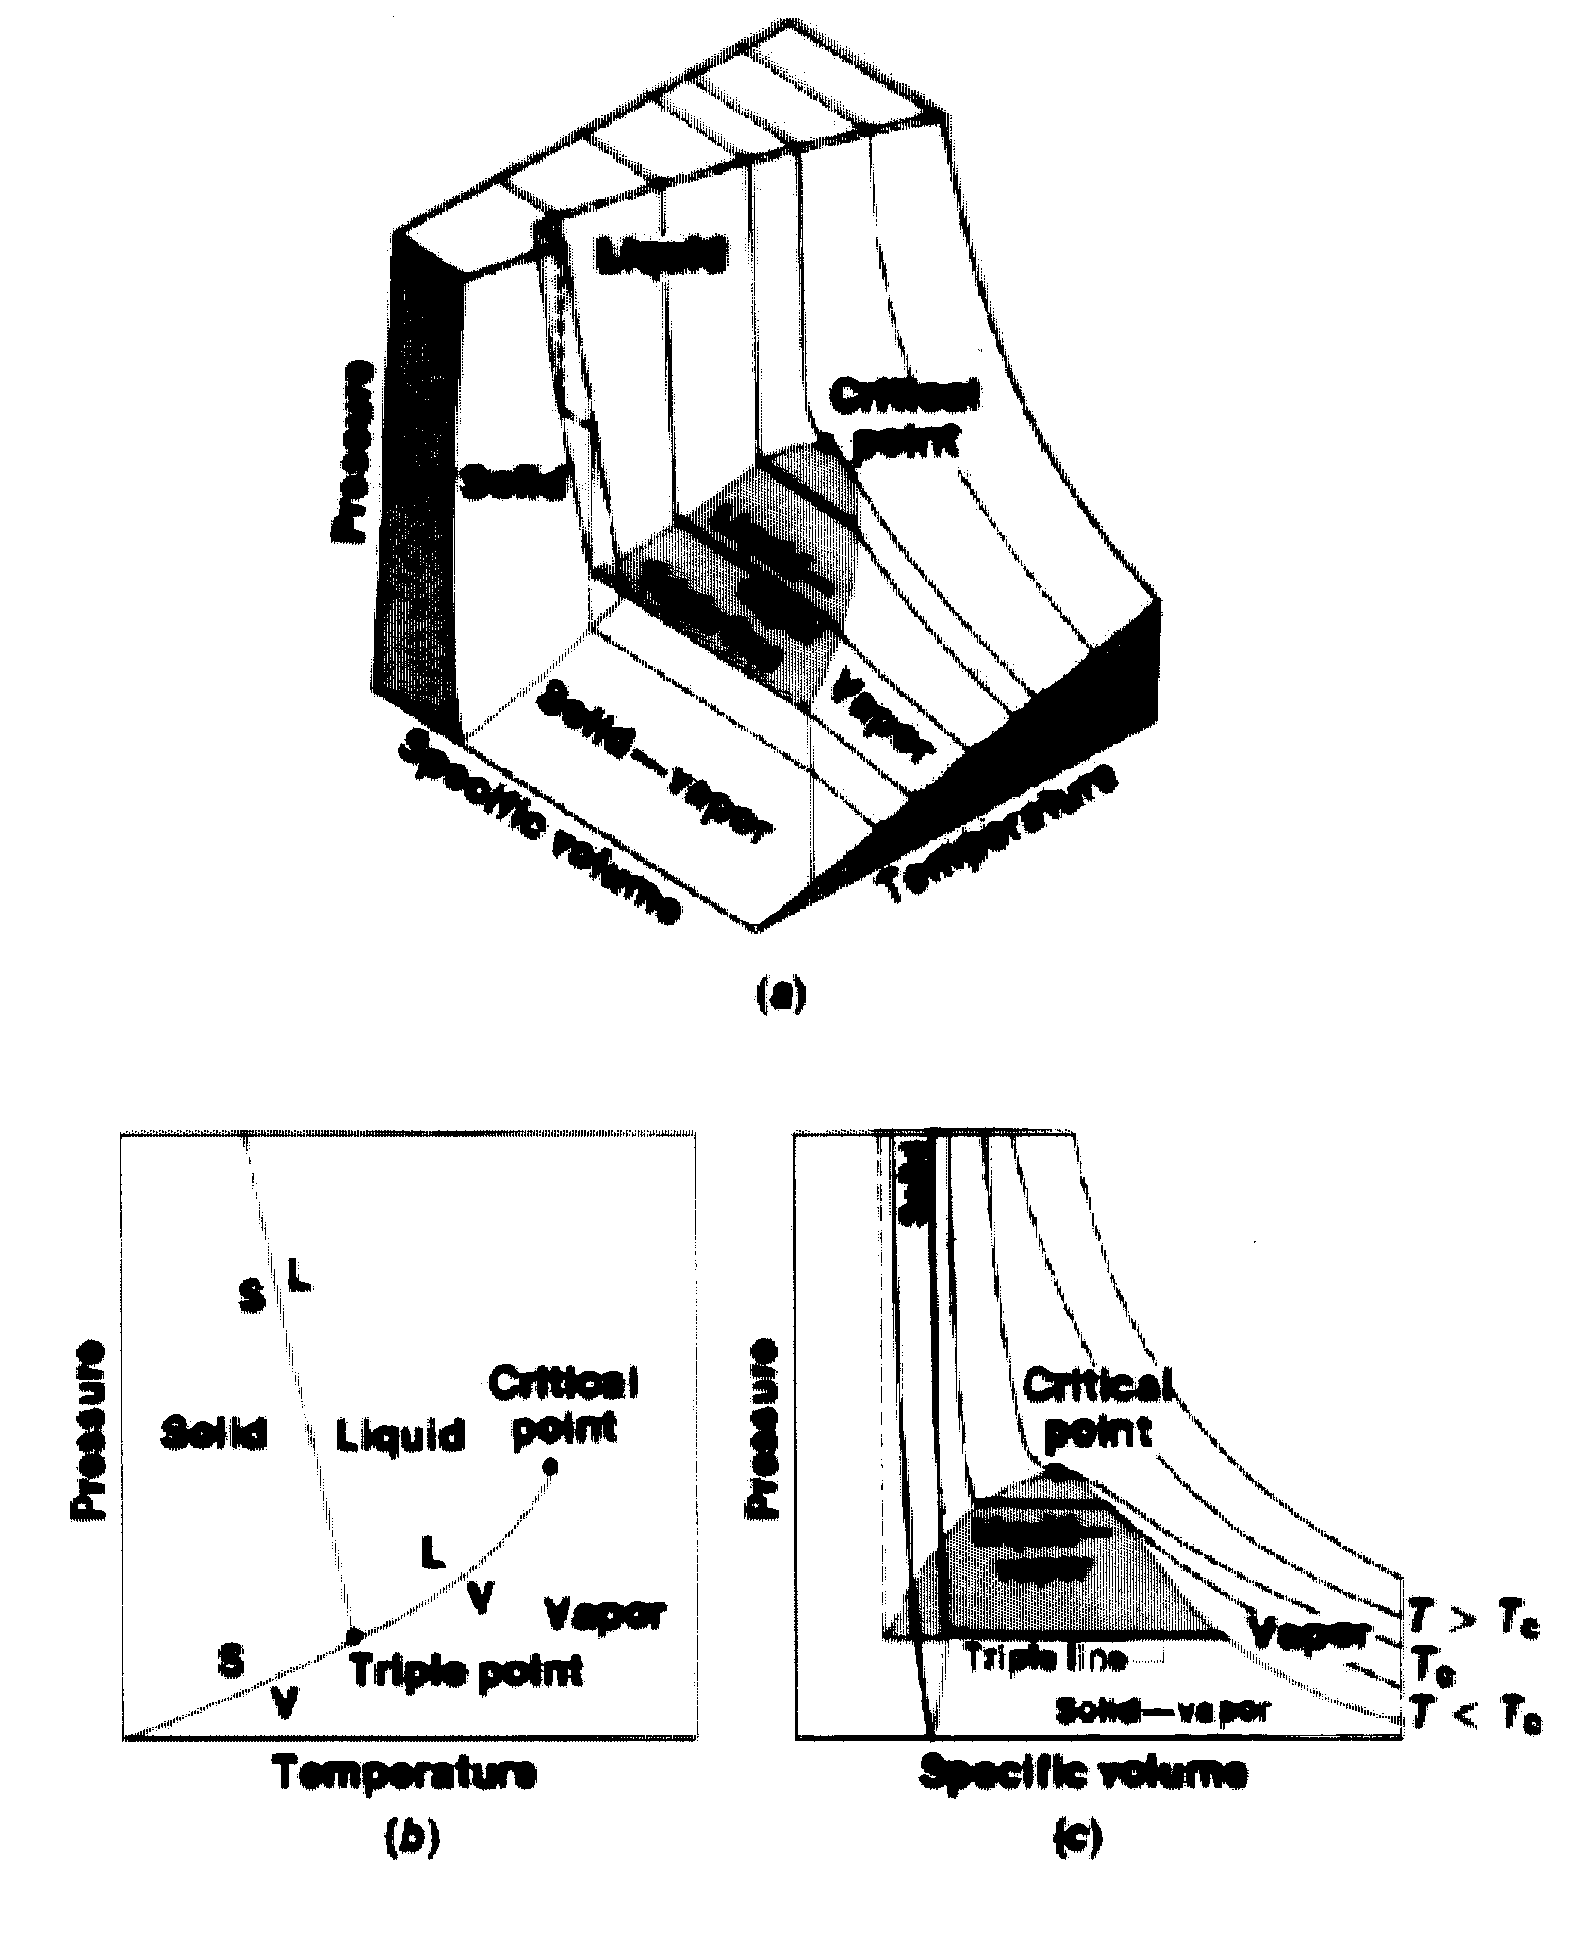 Liquid
Critical
point
Pressure
Solid
Vapor
Solid—vapor
Specific volume
Temperature
(a)
S
L
Critical
point
Solid
Liquid
Pressure
L
V
Vapor
S
V
Triple point
Temperature
(b)
Critical
point
Pressure
Vapor
Triple line
Solid—vapor
T > Tc
Tc
T < Tc
Specific volume
(c)